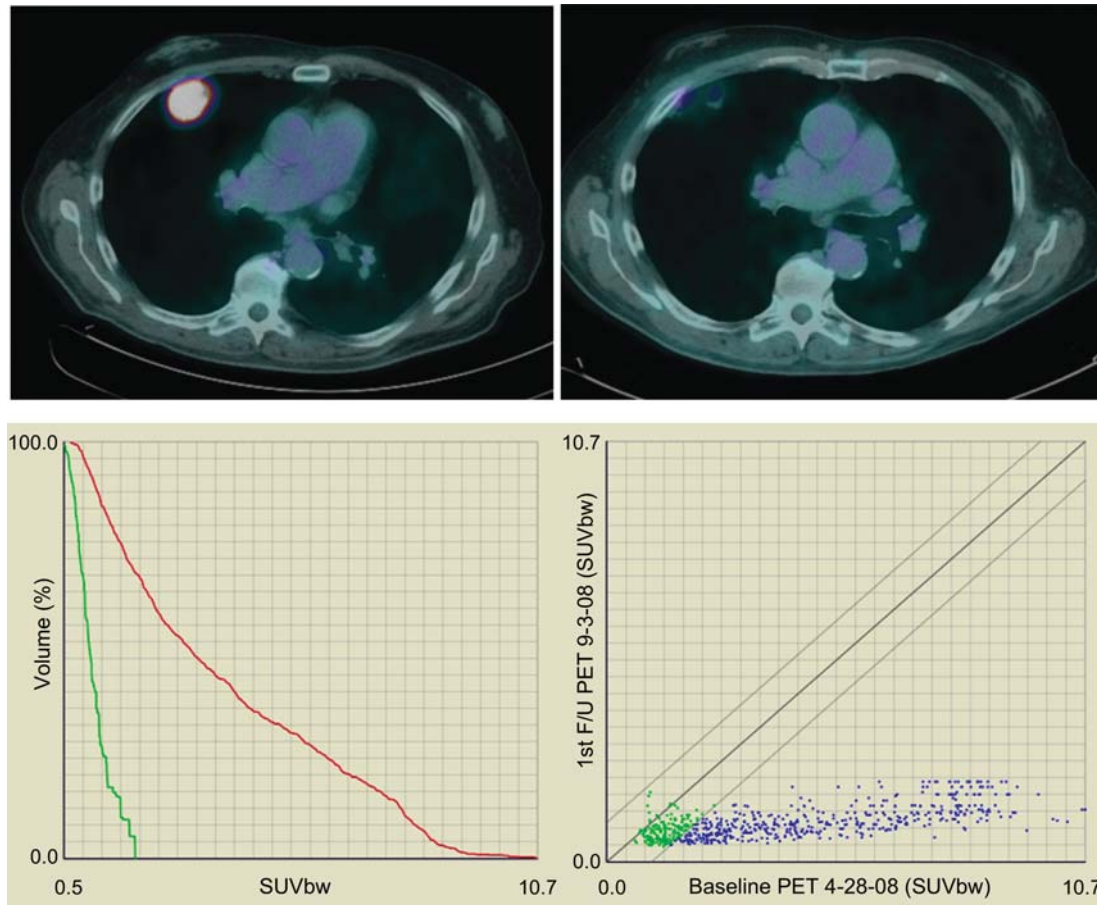 100.0
Volume (%)
0.0
0.5
SUVbw
10.7
10.7
1st F/U PET 9-3-08 (SUVbw)
0.0
0.0
Baseline PET 4-28-08 (SUVbw)
10.7